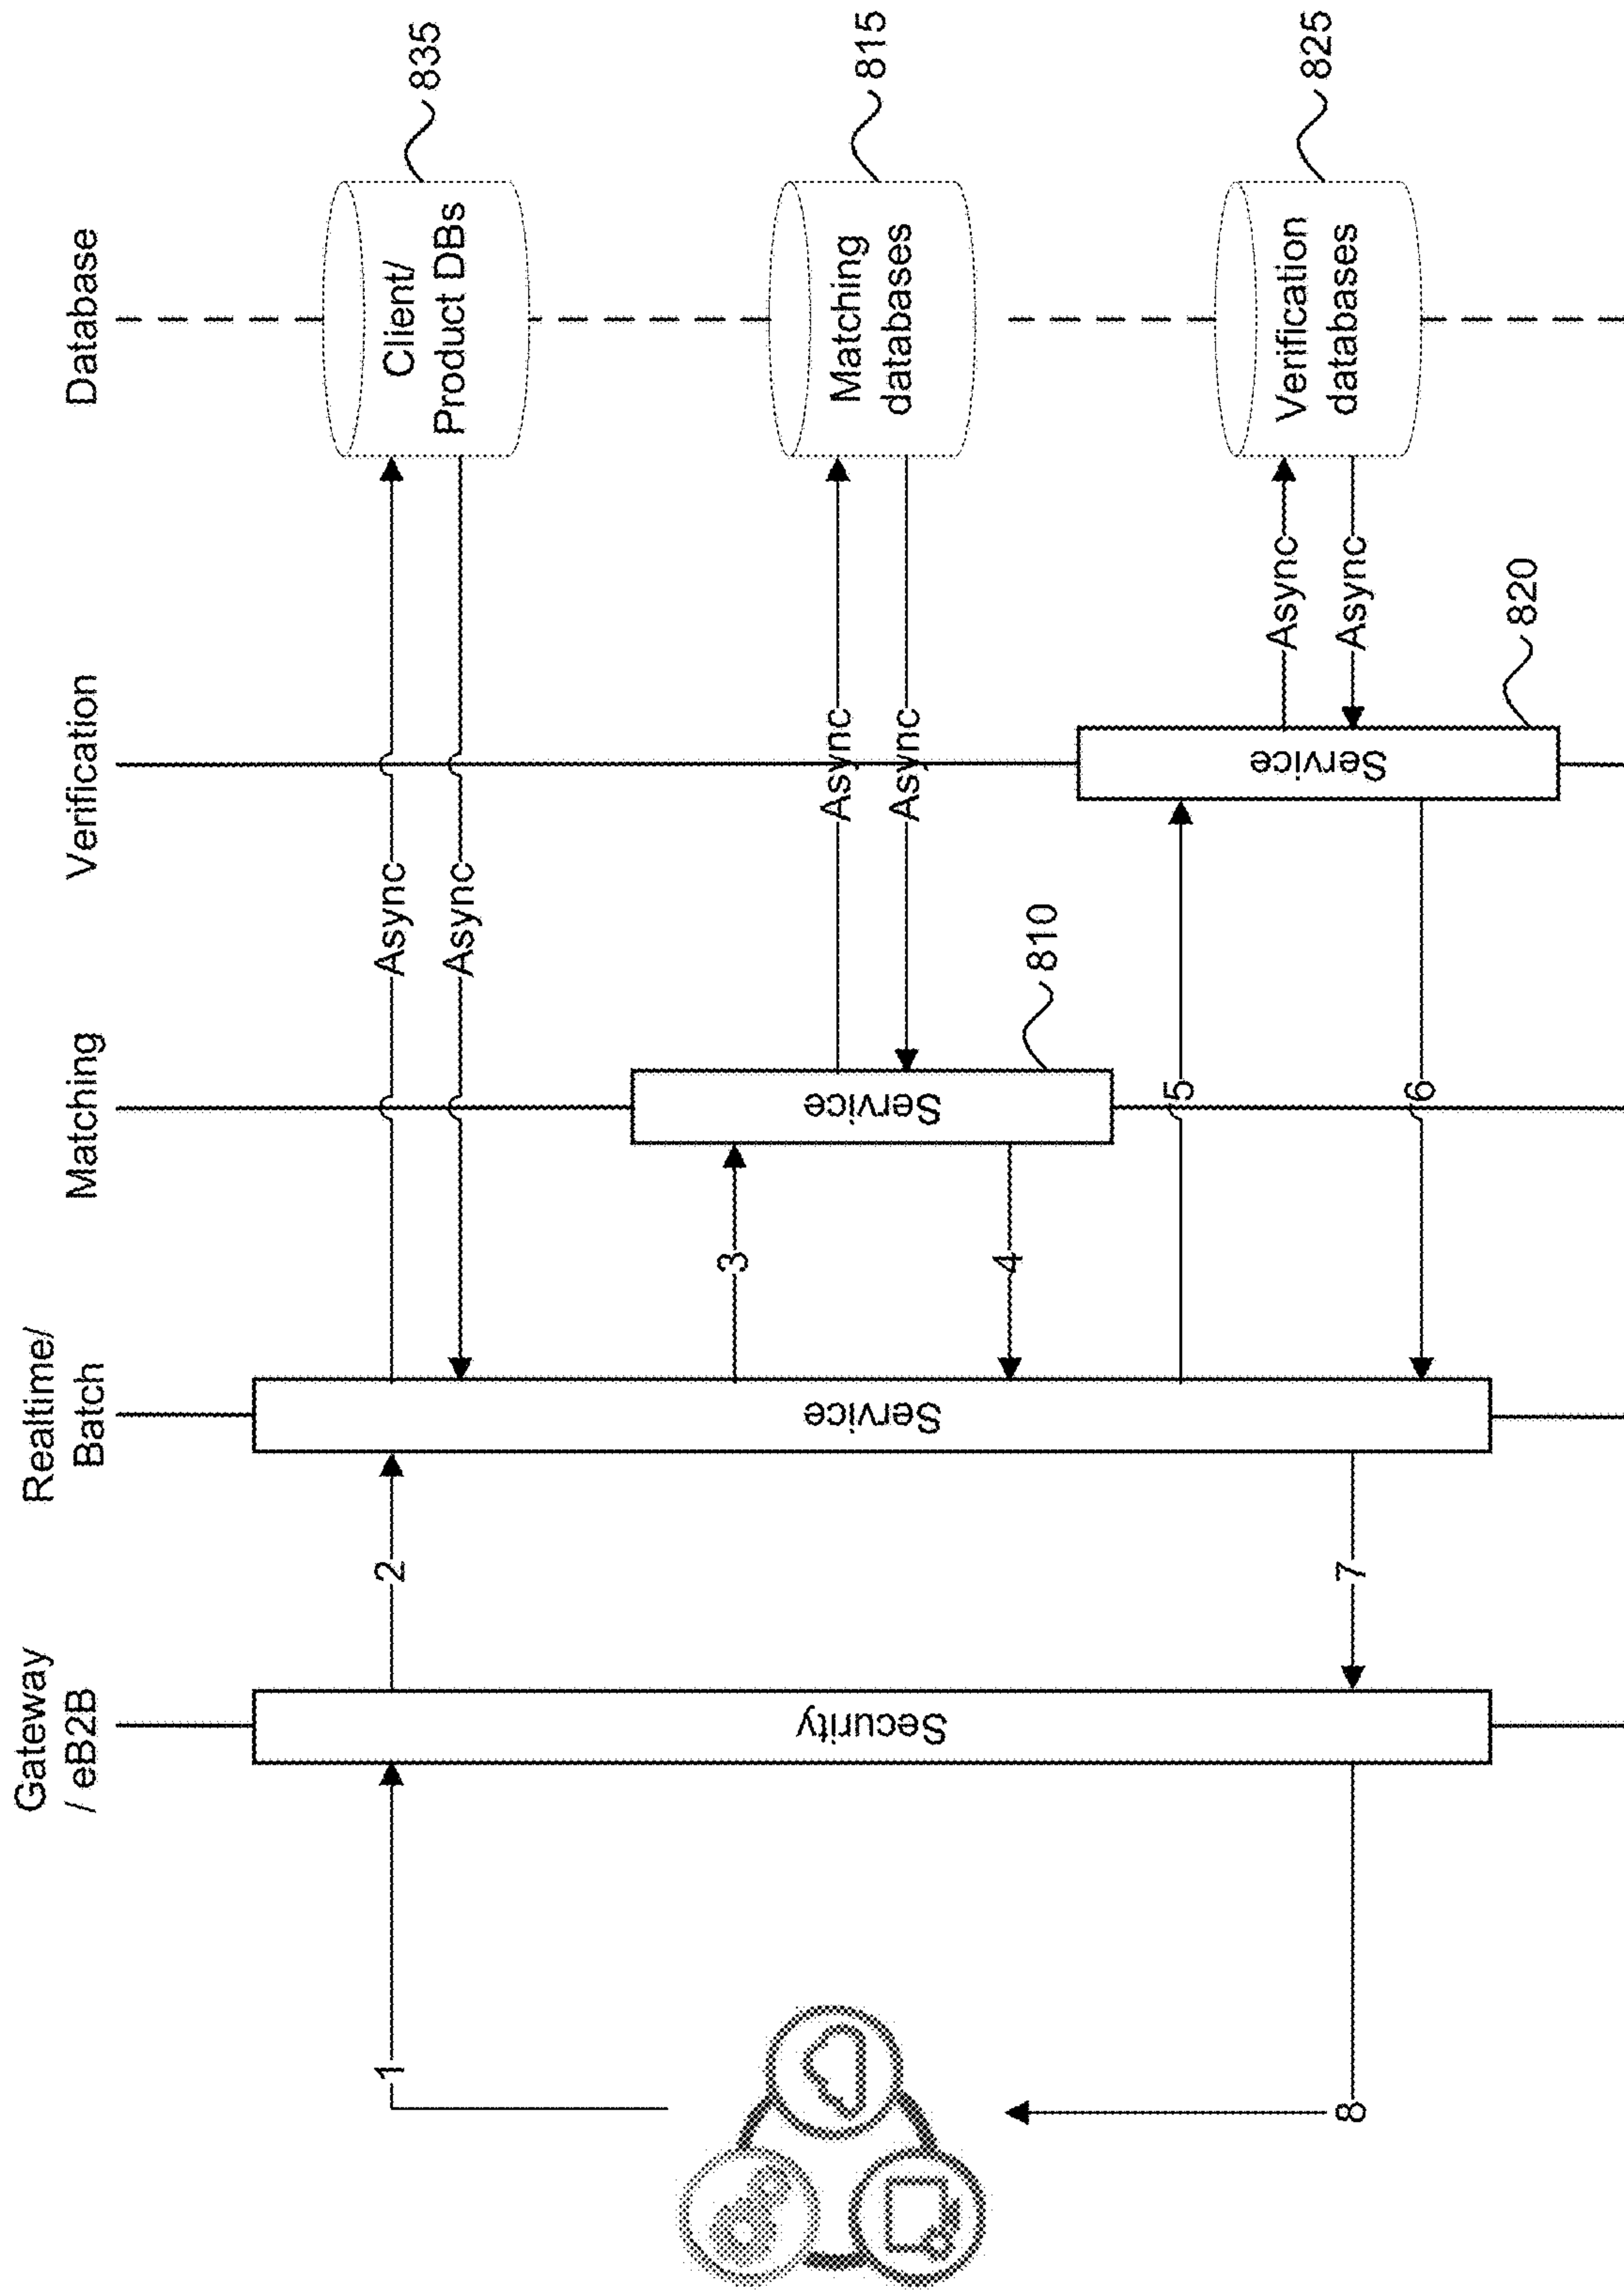 Gateway
/ eB2B
Realtime/
Batch
Matching
Verification
Database
1
2
Async
Async
Client/
Product DBs
835
3
4
Async
Async
Matching
databases
815
810
5
6
Async
Async
Verification
databases
825
820
7
8
Security
Service
Service
Service